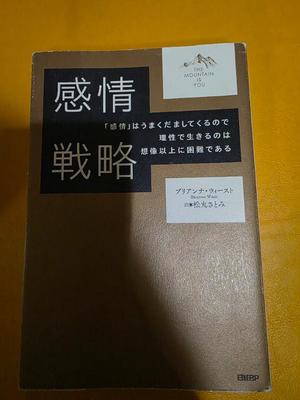 THE
MOUNTAIN
IS
YOU
感情
「感情」はうまくだましてくるので
理性で生きるのは
想像以上に困難である
戦略
ブリアンナ・ウィースト
Brianna Wiest
訳 松丸さとみ
日経BP